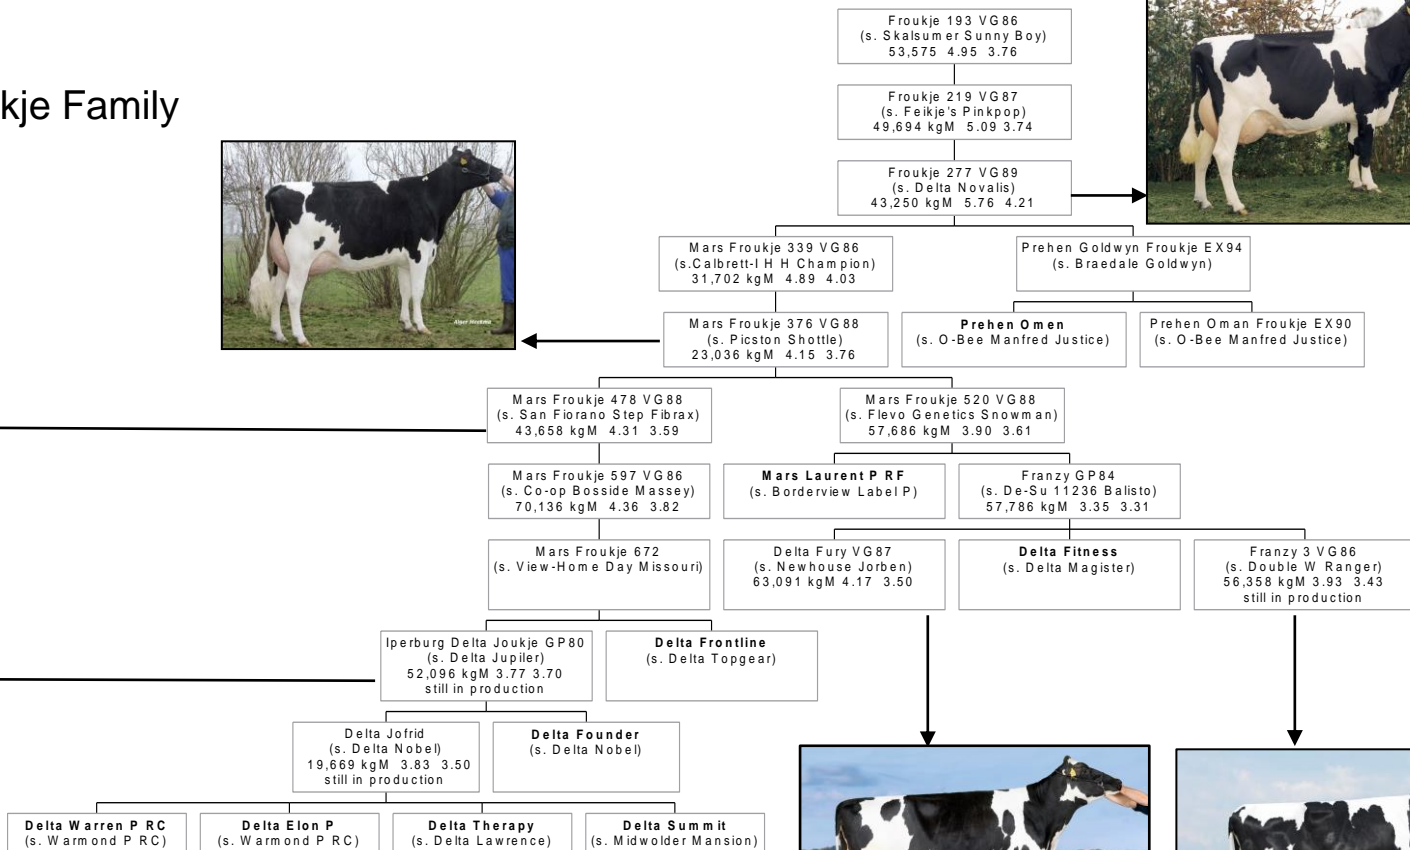 Froukje 193 VG86
(s. Skalsumer Sunny Boy)
53,575 4.95 3.76
kje Family
Froukje 219 VG87
(s. Feikje's Pinkpop)
49,694 kgM 5.09 3.74
Froukje 277 VG89
(s. Delta Novalis)
43,250 kgM 5.76 4.21
Mars Froukje 339 VG86
(s.Calbrett-I H H Champion)
31,702 kgM 4.89 4.03
Prehen Goldwyn Froukje EX94
(s. Braedale Goldwyn)
Mars Froukje 376 VG88
(s. Picston Shottle)
23,036 kgM 4.15 3.76
Prehen Omen
(s. O-Bee Manfred Justice)
Prehen Oman Froukje EX90
(s. O-Bee Manfred Justice)
Alger Meekma
Mars Froukje 478 VG88
(s. San Fiorano Step Fibrax)
43,658 kgM 4.31 3.59
Mars Froukje 520 VG88
(s. Flevo Genetics Snowman)
57,686 kgM 3.90 3.61
Mars Froukje 597 VG86
(s. Co-op Bosside Massey)
70,136 kgM 4.36 3.82
Mars Laurent P RF
(s. Borderview Label P)
Franzy GP84
(s. De-Su 11236 Balisto)
57,786 kgM 3.35 3.31
Mars Froukje 672
(s. View-Home Day Missouri)
Delta Fury VG87
(s. Newhouse Jorben)
63,091 kgM 4.17 3.50
Delta Fitness
(s. Delta Magister)
Franzy 3 VG86
(s. Double W Ranger)
56,358 kgM 3.93 3.43
still in production
Iperburg Delta Joukje GP80
(s. Delta Jupiler)
52,096 kgM 3.77 3.70
still in production
Delta Frontline
(s. Delta Topgear)
Delta Jofrid
(s. Delta Nobel)
19,669 kgM 3.83 3.50
still in production
Delta Founder
(s. Delta Nobel)
Delta Warren P RC
(s. Warmond P RC)
Delta Elon P
(s. Warmond P RC)
Delta Therapy
(s. Delta Lawrence)
Delta Summit
(s. Midwolder Mansion)